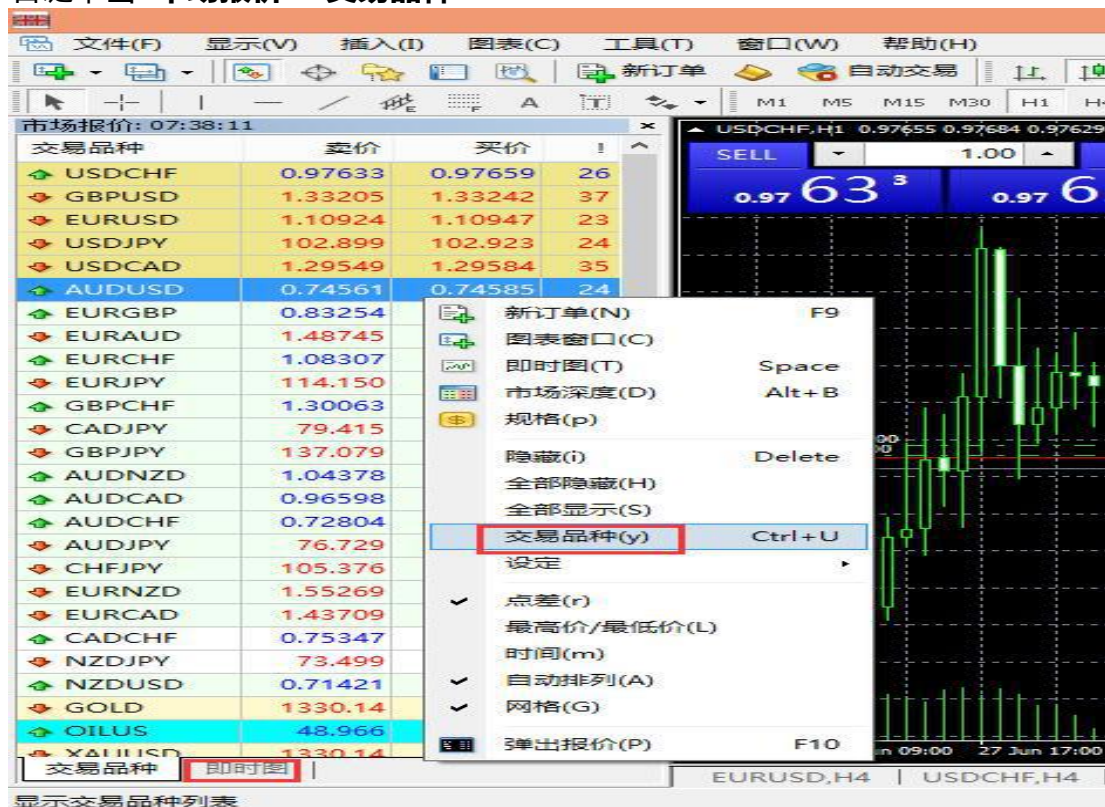 文件(F) 显示(V) 插入(I) 图表(C) 工具(T) 窗口(W) 帮助(H)
新订单 自动交易
E F A T M1 M5 M15 M30 H1
市场报价: 07:38:11
交易品种 卖价 买价 !
USDCHF 0.97633 0.97659 26
GBPUSD 1.33205 1.33242 37
EURUSD 1.10924 1.10947 23
USDJPY 102.899 102.923 24
USDCAD 1.29549 1.29584 35
AUDUSD 0.74561 0.74585 24
EURGBP 0.83254
EURAUD 1.48745
EURCHF 1.08307
EURJPY 114.150
GBPCHF 1.30063
CADJPY 79.415
GBPJPY 137.079
AUDNZD 1.04378
AUDCAD 0.96598
AUDCHF 0.72804
AUDJPY 76.729
CHFJPY 105.376
EURNZD 1.55269
EURCAD 1.43709
CADCHF 0.75347
NZDJPY 73.499
NZDUSD 0.71421
GOLD 1330.14
OILUS 48.966
XAUUSD 1330.14
交易品种 即时图
显示交易品种列表
新订单(N) F9
图表窗口(C)
即时图(T) Space
市场深度(D) Alt+B
规格(p)
隐藏(i) Delete
全部隐藏(H)
全部显示(S)
交易品种(y) Ctrl+U
设定
点差(r)
最高价/最低价(L)
时间(m)
自动排列(A)
网格(G)
弹出报价(P) F10
USDCHF,H1 0.97655 0.97684 0.97629
SELL 1.00
0.97 63 3 0.97 6
09:00 27 Jun 17:00
EURUSD,H4 USDCHF,H4